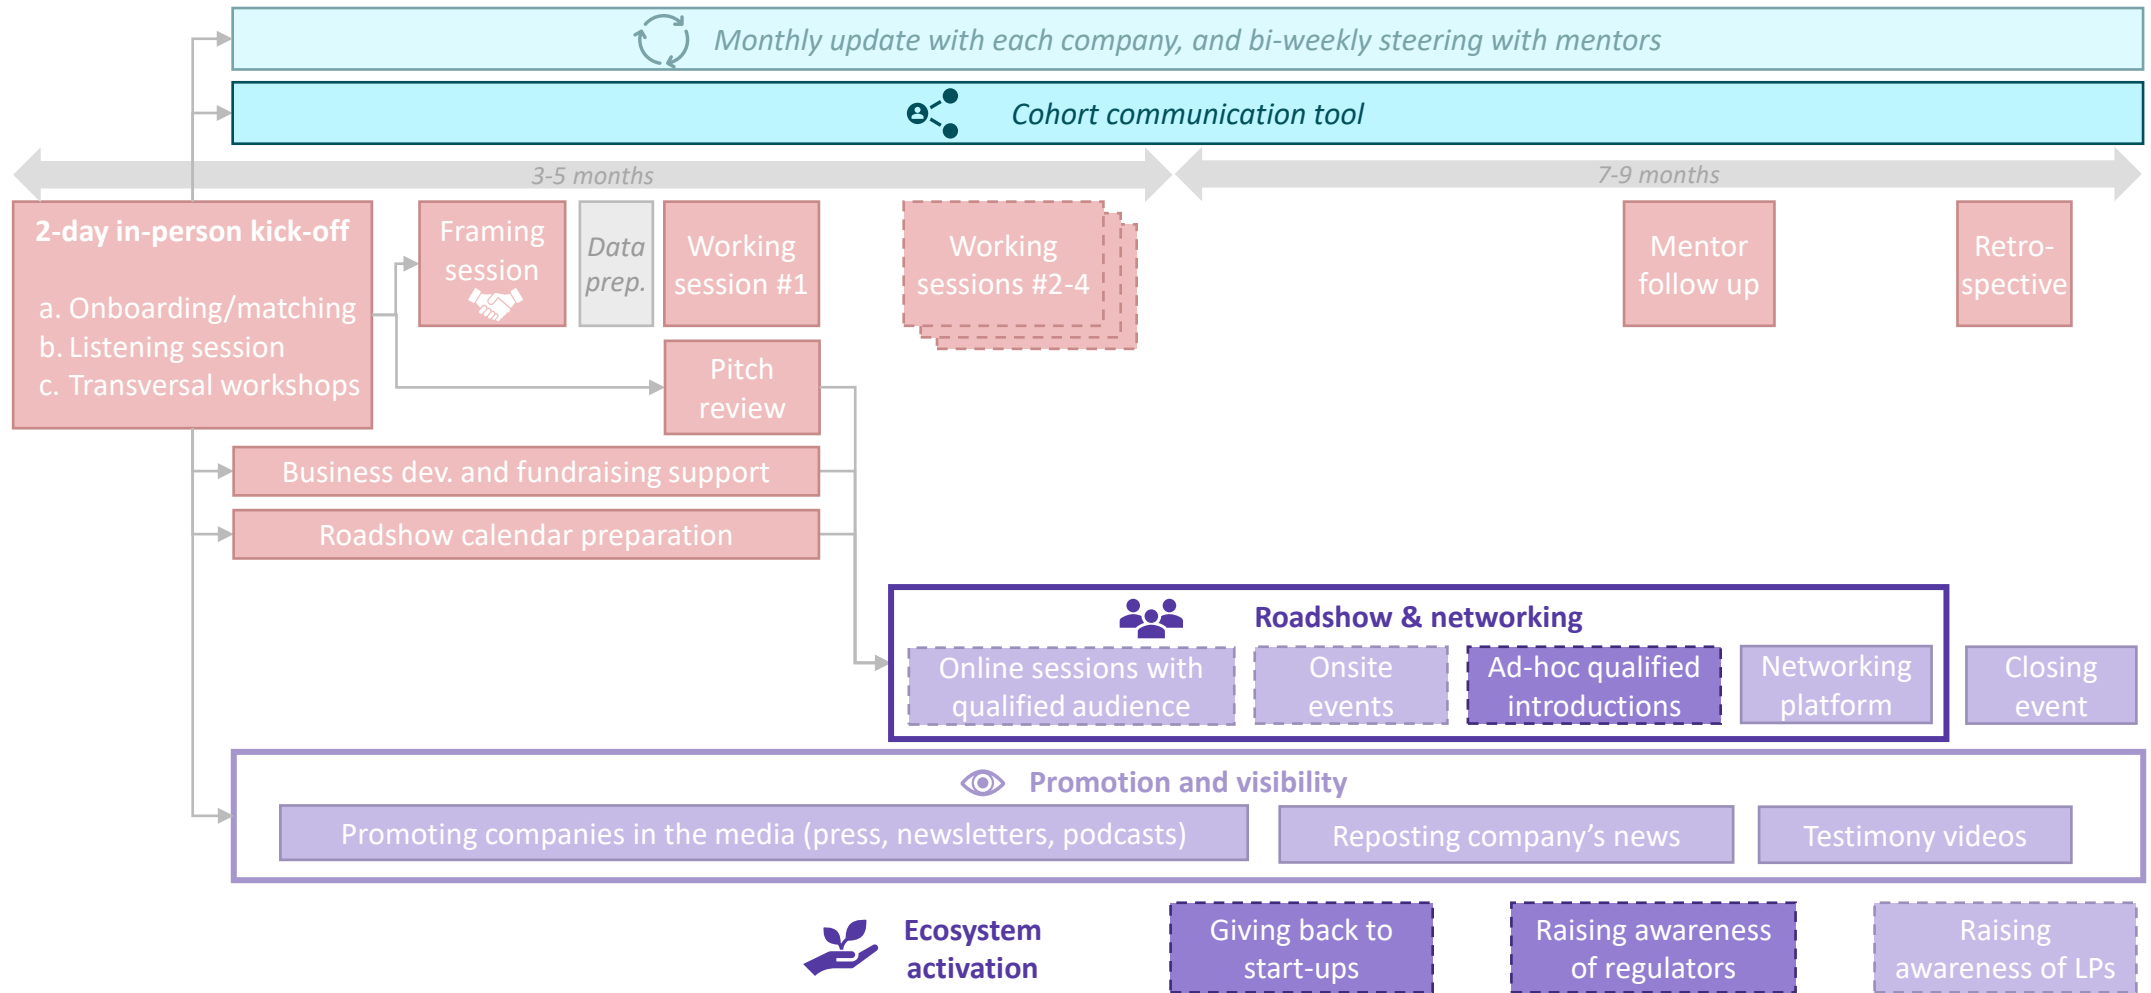 Monthly update with each company, and bi-weekly steering with mentors
Cohort communication tool
3-5 months
7-9 months
2-day in-person kick-off
a. Onboarding/matching
b. Listening session
c. Transversal workshops
Framing
session
Data
prep.
Working
session #1
Working
sessions #2-4
Mentor
follow up
Retro-
spective
Pitch
review
Business dev. and fundraising support
Roadshow calendar preparation
Roadshow & networking
Online sessions with
qualified audience
Onsite
events
Ad-hoc qualified
introductions
Networking
platform
Closing
event
Promotion and visibility
Promoting companies in the media (press, newsletters, podcasts)
Reposting company’s news
Testimony videos
Ecosystem
activation
Giving back to
start-ups
Raising awareness
of regulators
Raising
awareness of LPs